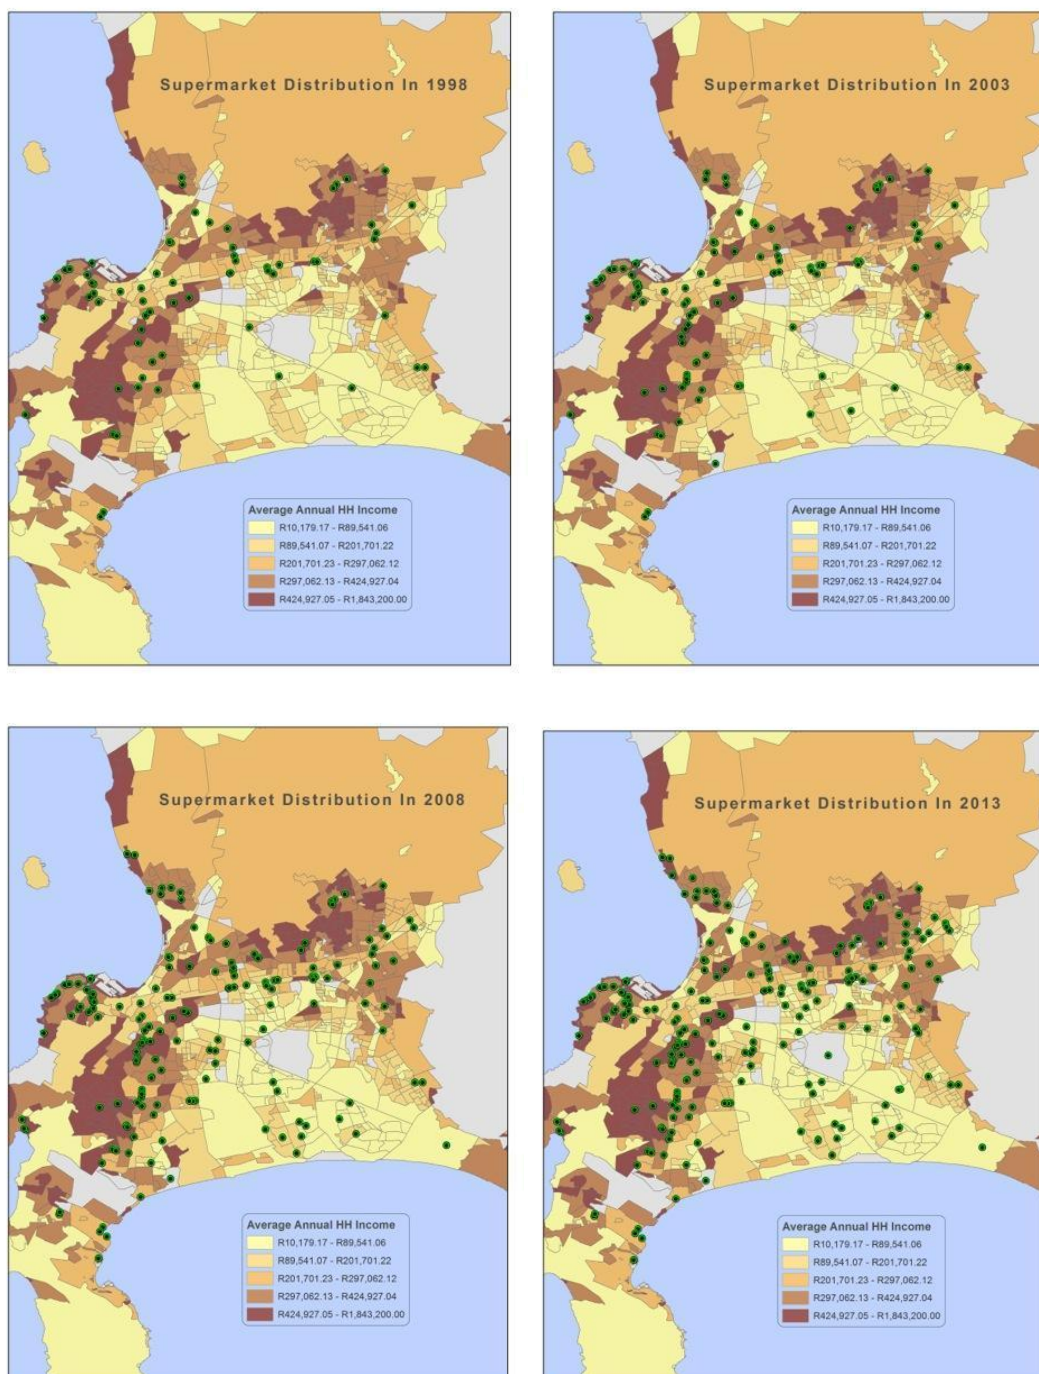 Supermarket Distribution In 1998
Average Annual HH Income
R10,179.17 - R89,541.06
R89,541.07 - R201,701.22
R201,701.23 - R297,062.12
R297,062.13 - R424,927.04
R424,927.05 - R1,843,200.00
Supermarket Distribution In 2003
Average Annual HH Income
R10,179.17 - R89,541.06
R89,541.07 - R201,701.22
R201,701.23 - R297,062.12
R297,062.13 - R424,927.04
R424,927.05 - R1,843,200.00
Supermarket Distribution In 2008
Average Annual HH Income
R10,179.17 - R89,541.06
R89,541.07 - R201,701.22
R201,701.23 - R297,062.12
R297,062.13 - R424,927.04
R424,927.05 - R1,843,200.00
Supermarket Distribution In 2013
Average Annual HH Income
R10,179.17 - R89,541.06
R89,541.07 - R201,701.22
R201,701.23 - R297,062.12
R297,062.13 - R424,927.04
R424,927.05 - R1,843,200.00